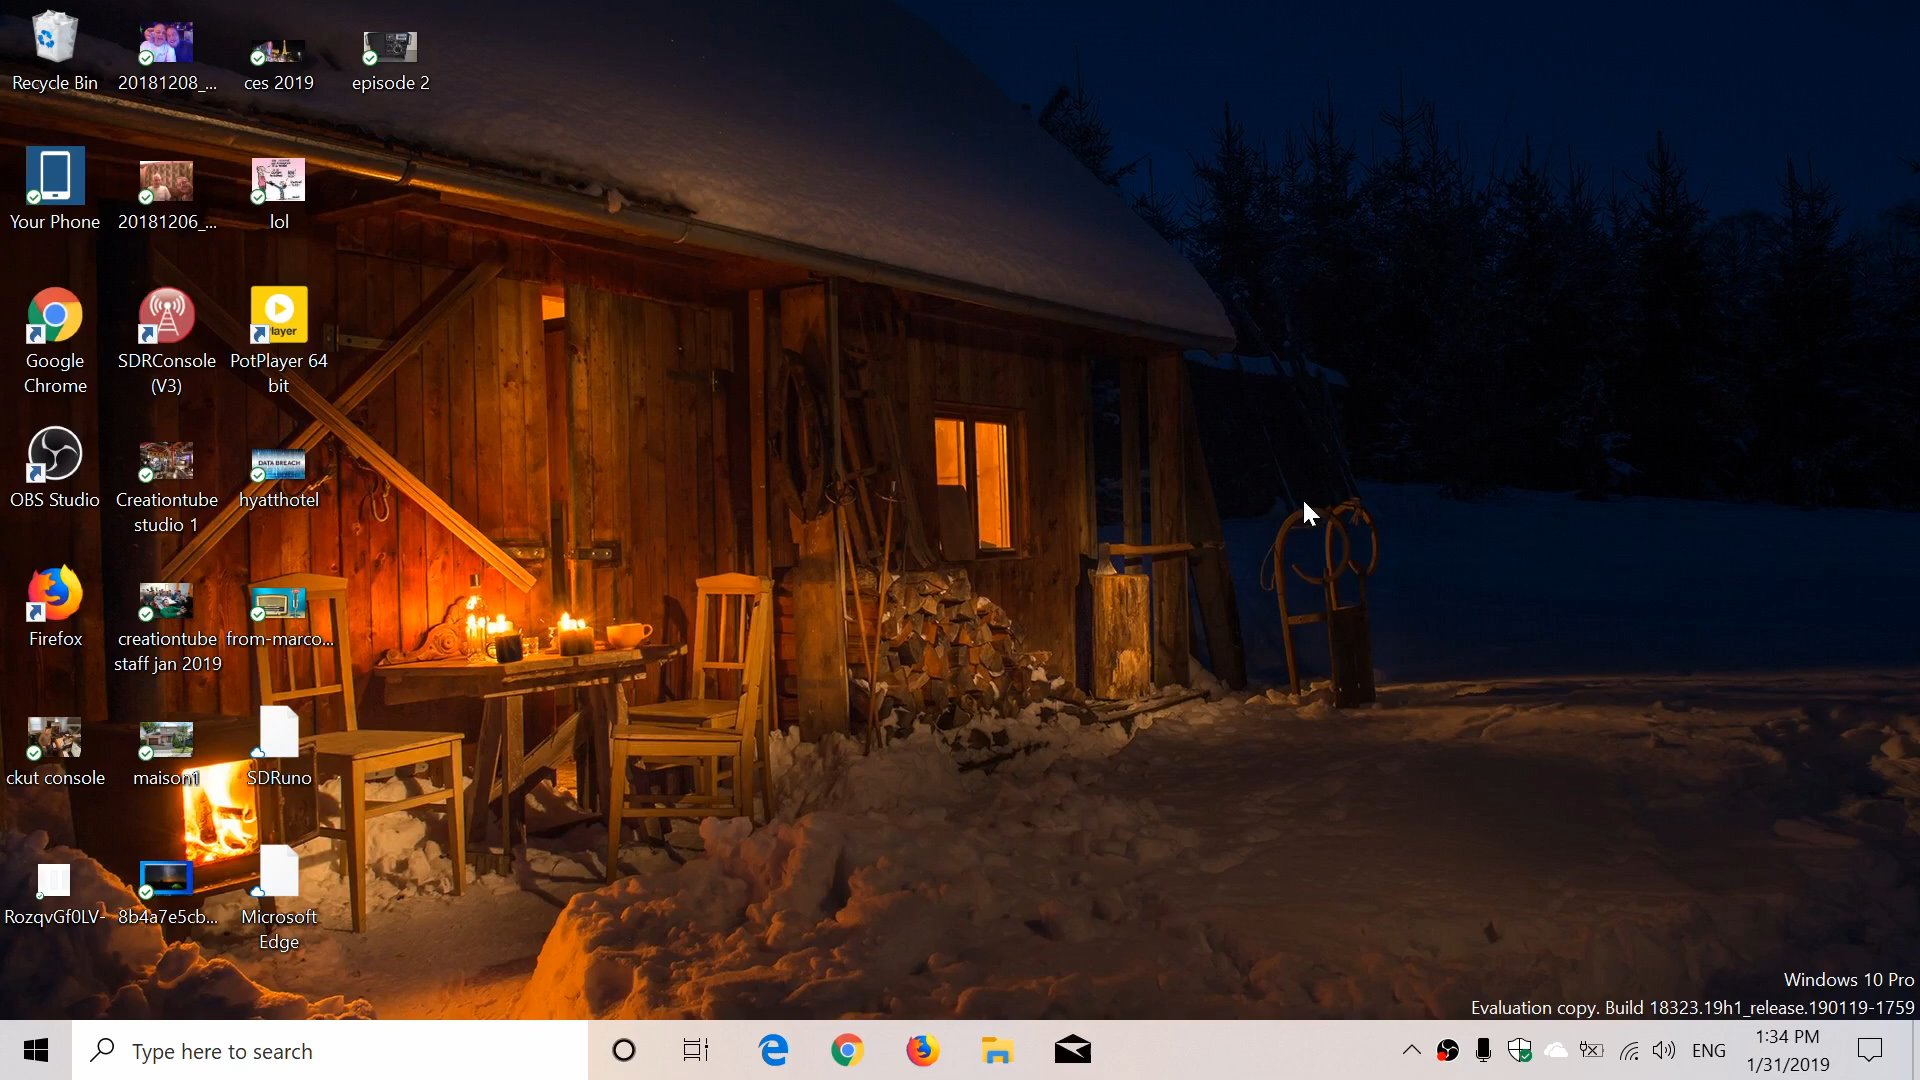 Recycle Bin
20181208_...
ces 2019
episode 2
Your Phone
20181206_...
lol
Google
Chrome
SDRConsole
(V3)
PotPlayer 64
bit
layer
OBS Studio
Creationtube
studio 1
DATA BREACH
hyatthotel
Firefox
creationtube
staff jan 2019
from-marco...
ckut console
maison1
SDRuno
RozqvGf0LV-
8b4a7e5cb...
Microsoft
Edge
Windows 10 Pro
Evaluation copy. Build 18323.19h1_release.190119-1759
Type here to search
ENG
1:34 PM
1/31/2019